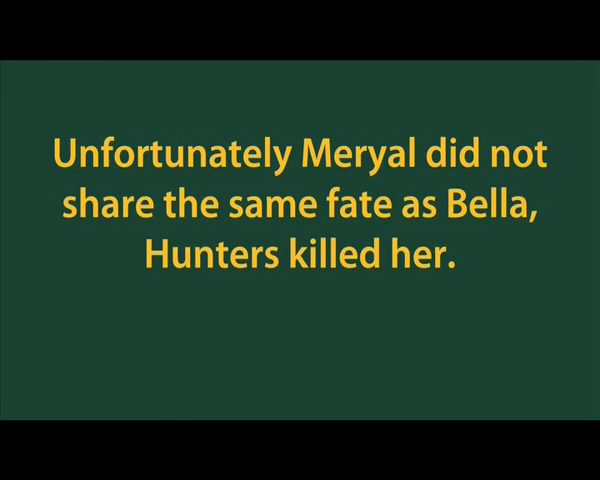 Unfortunately Meryal did not
share the same fate as Bella,
Hunters killed her.